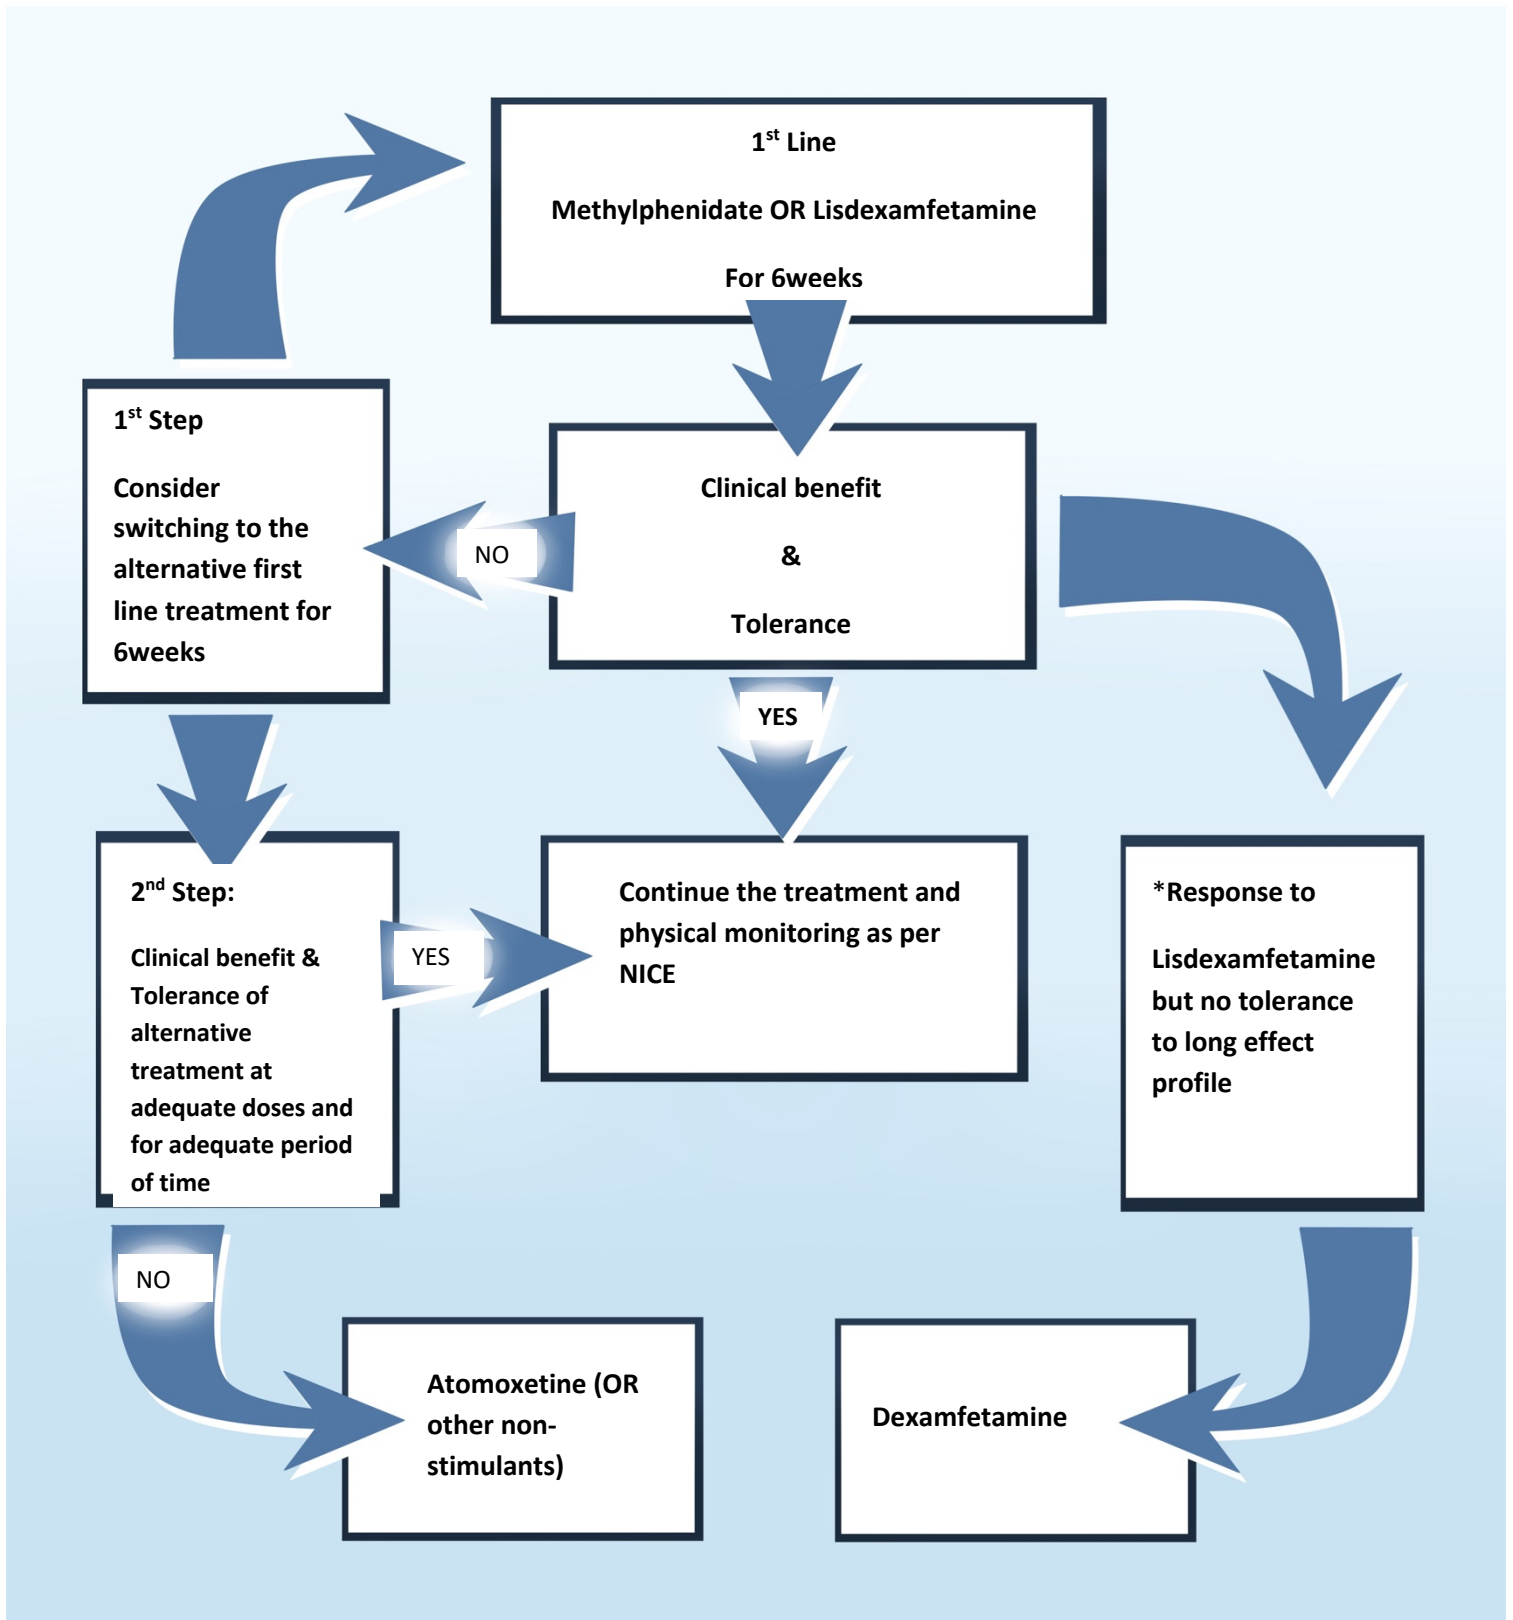 1st Line
Methylphenidate OR Lisdexamfetamine
For 6weeks
Clinical benefit
&
Tolerance
NO
1st Step
Consider
switching to the
alternative first
line treatment for
6weeks
YES
2nd Step:
Clinical benefit &
Tolerance of
alternative
treatment at
adequate doses and
for adequate period
of time
YES
Continue the treatment and
physical monitoring as per
NICE
*Response to
Lisdexamfetamine
but no tolerance
to long effect
profile
NO
Atomoxetine (OR
other non-
stimulants)
Dexamfetamine